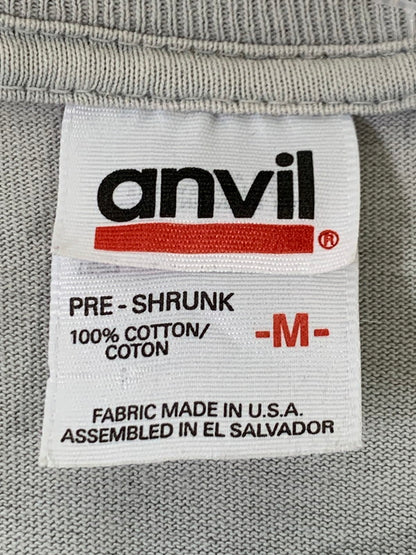 anvil®
PRE-SHRUNK
100% COTTON/
COTON
-M-
FABRIC MADE IN U.S.A.
ASSEMBLED IN EL SALVADOR